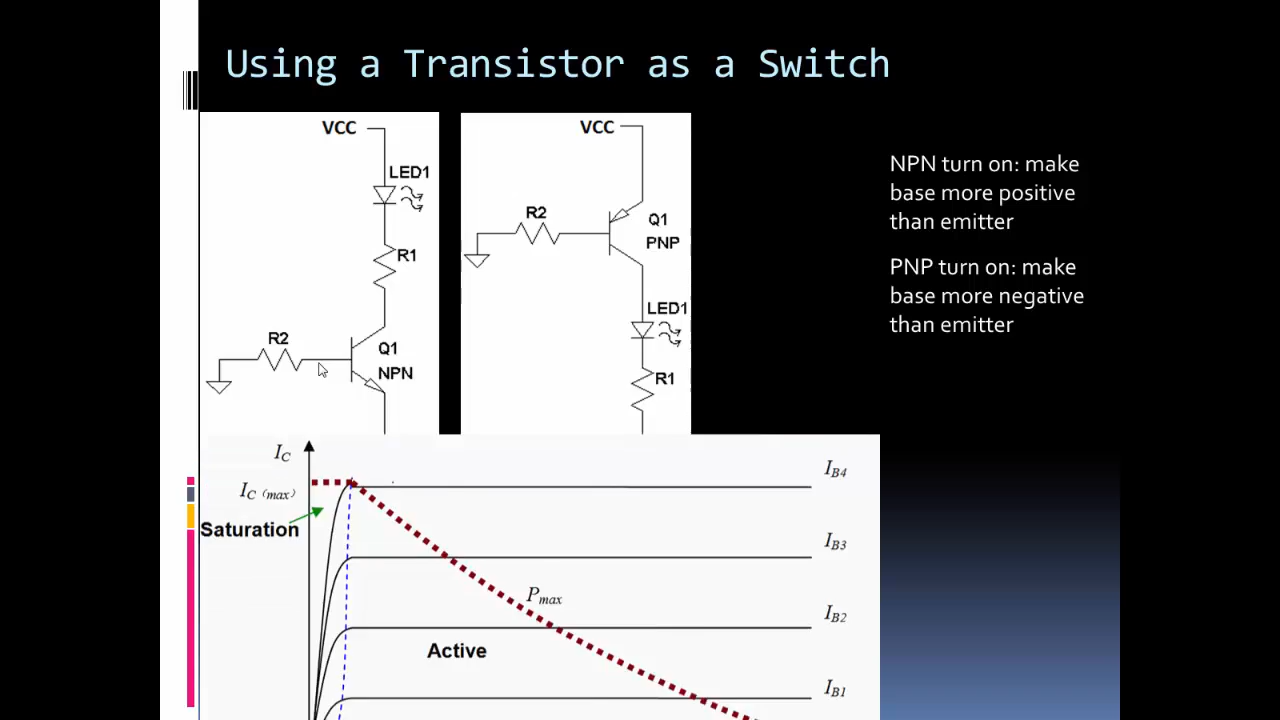 Using a Transistor as a Switch
VCC
LED1
R1
R2
Q1
NPN
VCC
R2
Q1
PNP
LED1
R1
NPN turn on: make
base more positive
than emitter
PNP turn on: make
base more negative
than emitter
IC
IC (max)
Saturation
IB4
IB3
Pmax
IB2
Active
IB1